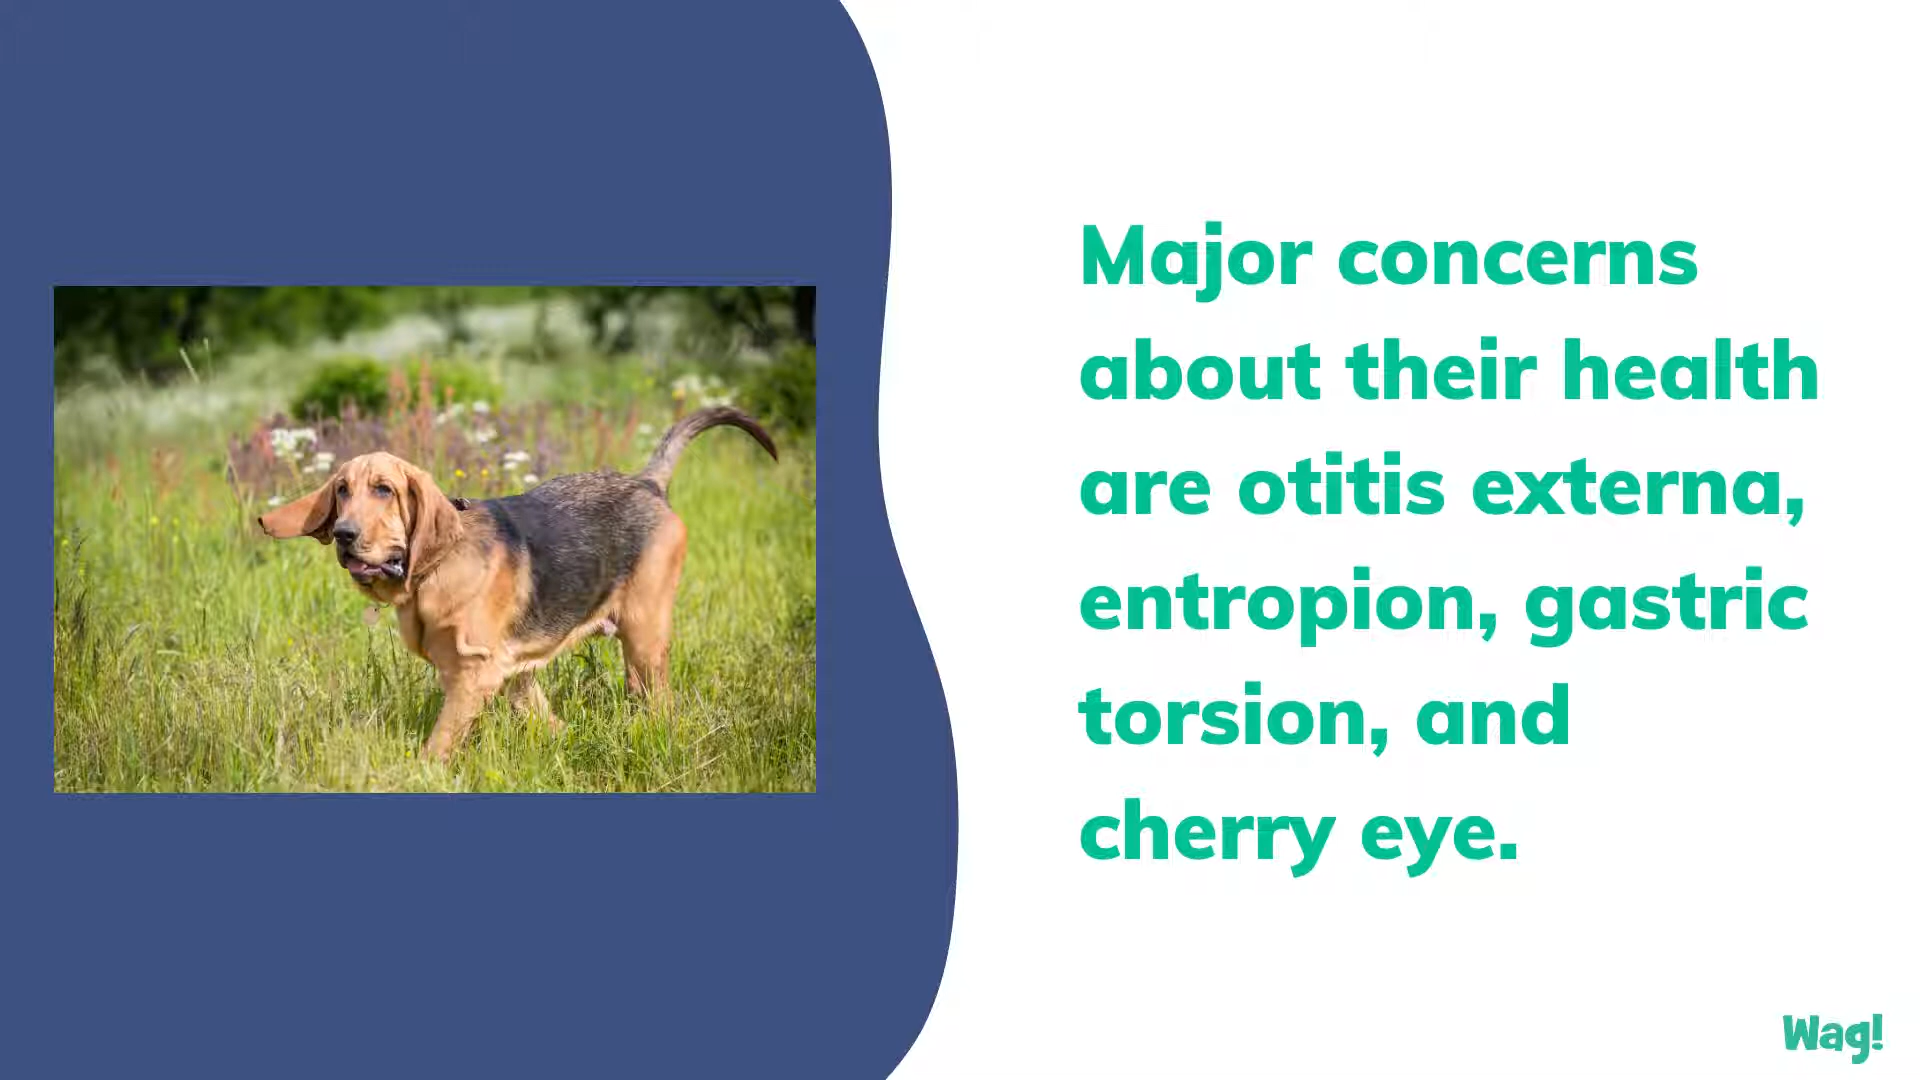 Major concerns
about their health
are otitis externa,
entropion, gastric
torsion, and
cherry eye.
Wag!